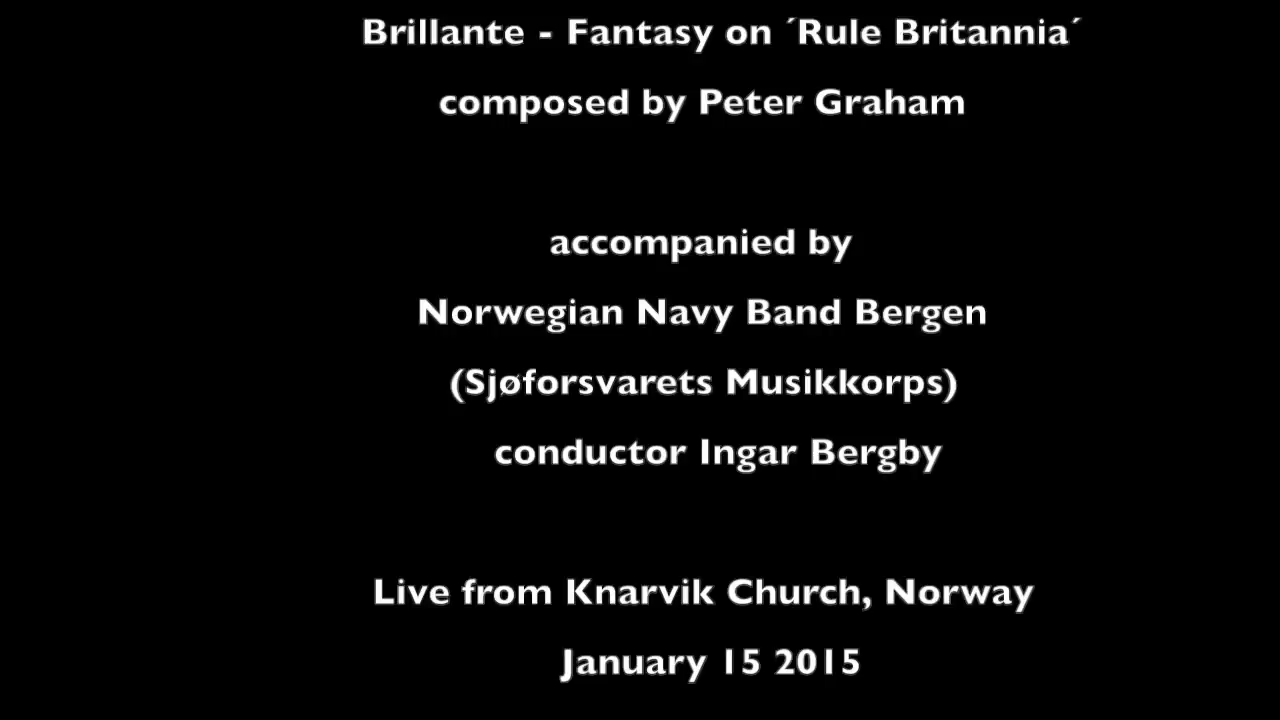 Brillante - Fantasy on ´Rule Britannia´
composed by Peter Graham
accompanied by
Norwegian Navy Band Bergen
(Sjøforsvarets Musikkorps)
conductor Ingar Bergby
Live from Knarvik Church, Norway
January 15 2015